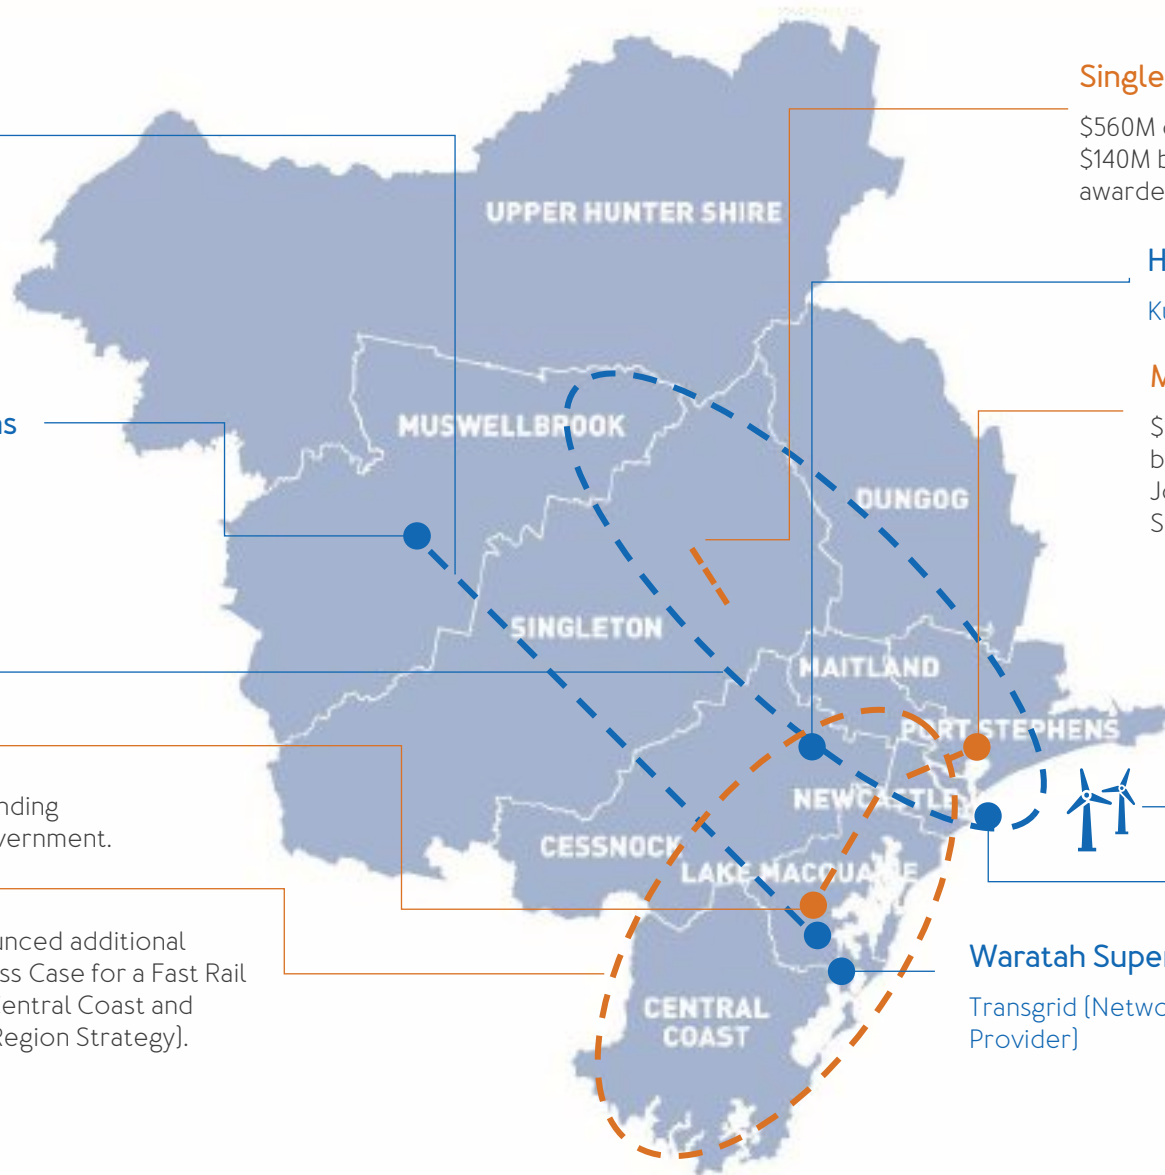 Single
$560M
$140M b
awarde
UPPER HUNTER SHIRE
H
Ku
M
$
b
Jo
S
as
MUSWELLBROOK
DUNGOG
SINGLETON
MAITLAND
PORT STEPHENS
NEWCASTLE
nding
vernment.
CESSNOCK
LAKE MACQUARIE
unced additional
ss Case for a Fast Rail
Central Coast and
Region Strategy).
Waratah Super
Transgrid (Netwo
Provider)
CENTRAL
COAST